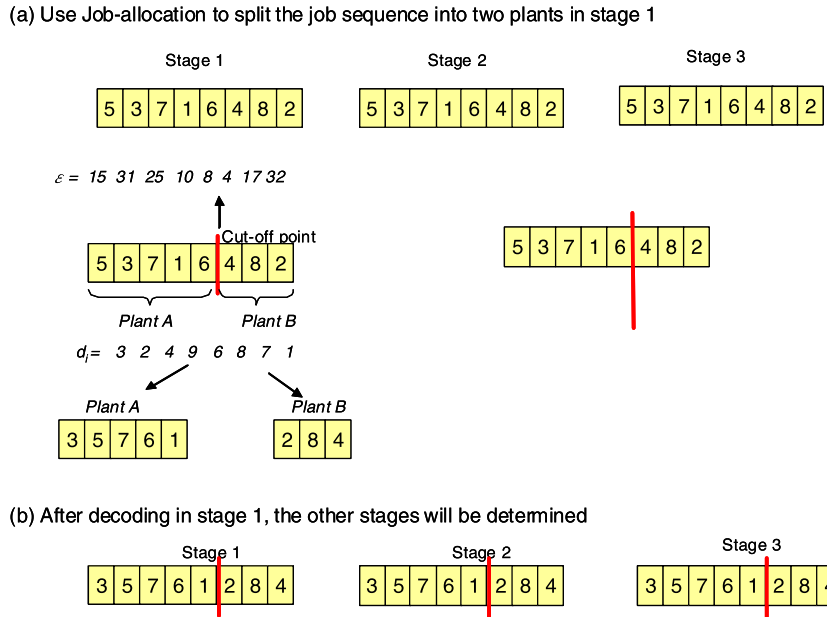 (a) Use Job-allocation to split the job sequence into two plants in stage 1
Stage 1 Stage 2 Stage 3
5 3 7 1 6 4 8 2 5 3 7 1 6 4 8 2 5 3 7 1 6 4 8 2
ε = 15 31 25 10 8 4 17 32
Cut-off point
5 3 7 1 6 4 8 2 5 3 7 1 6 4 8 2
Plant A Plant B
di= 3 2 4 9 6 8 7 1
Plant A Plant B
3 5 7 6 1 2 8 4
(b) After decoding in stage 1, the other stages will be determined
Stage 1 Stage 2 Stage 3
3 5 7 6 1 2 8 4 3 5 7 6 1 2 8 4 3 5 7 6 1 2 8